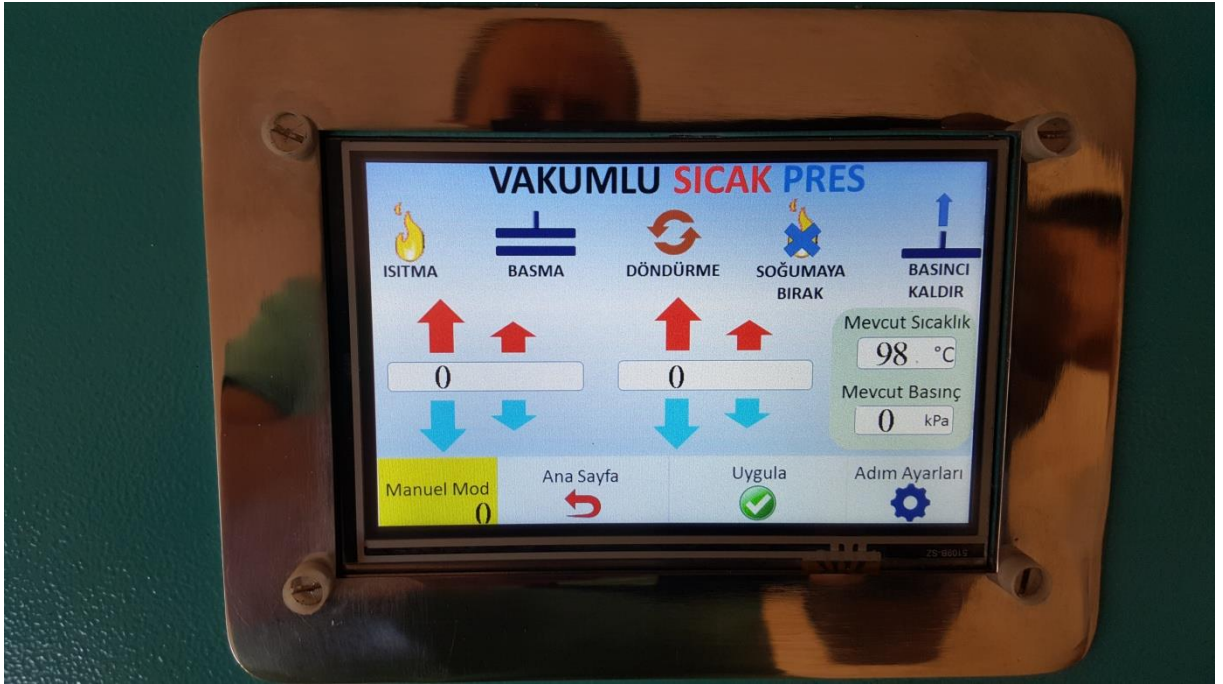 VAKUMLU SICAK PRES
ISITMA
BASMA
DÖNDÜRME
SOĞUMAYA
BIRAK
BASINCI
KALDIR
0
0
Mevcut Sıcaklık
98 °C
Mevcut Basınç
0 kPa
Manuel Mod
0
Ana Sayfa
Uygula
Adım Ayarları